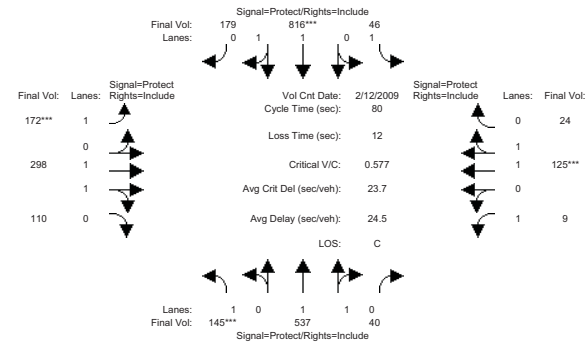 Signal=Protect/Rights=Include
Final Vol: 179 816*** 46
Lanes: 0 1 1 0 1
Signal=Protect Signal=Protect
Final Vol: Lanes: Rights=Include Vol Cnt Date: 2/12/2009 Rights=Include Lanes: Final Vol:
Cycle Time (sec): 80
172*** 1 0 24
Loss Time (sec): 12
0 1
298 1 Critical V/C: 0.577 1 125***
1 Avg Crit Del (sec/veh): 23.7 0
110 0 Avg Delay (sec/veh): 24.5 1 9
LOS: C
Lanes: 1 0 1 1 0
Final Vol: 145*** 537 40
Signal=Protect/Rights=Include